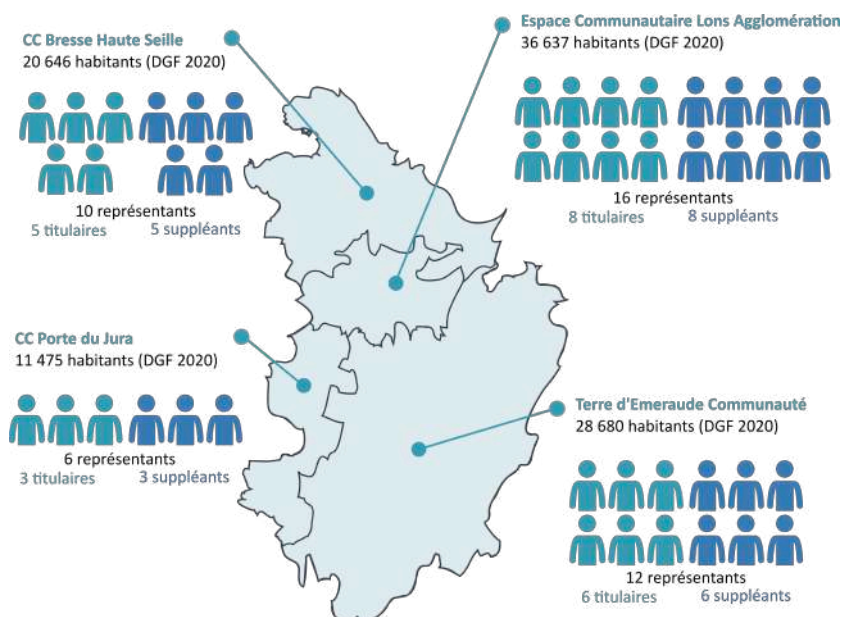 CC Bresse Haute Seille
20 646 habitants (DGF 2020)
10 représentants
5 titulaires 5 suppléants
Espace Communautaire Lons Agglomération
36 637 habitants (DGF 2020)
16 représentants
8 titulaires 8 suppléants
CC Porte du Jura
11 475 habitants (DGF 2020)
6 représentants
3 titulaires 3 suppléants
Terre d'Emeraude Communauté
28 680 habitants (DGF 2020)
12 représentants
6 titulaires 6 suppléants